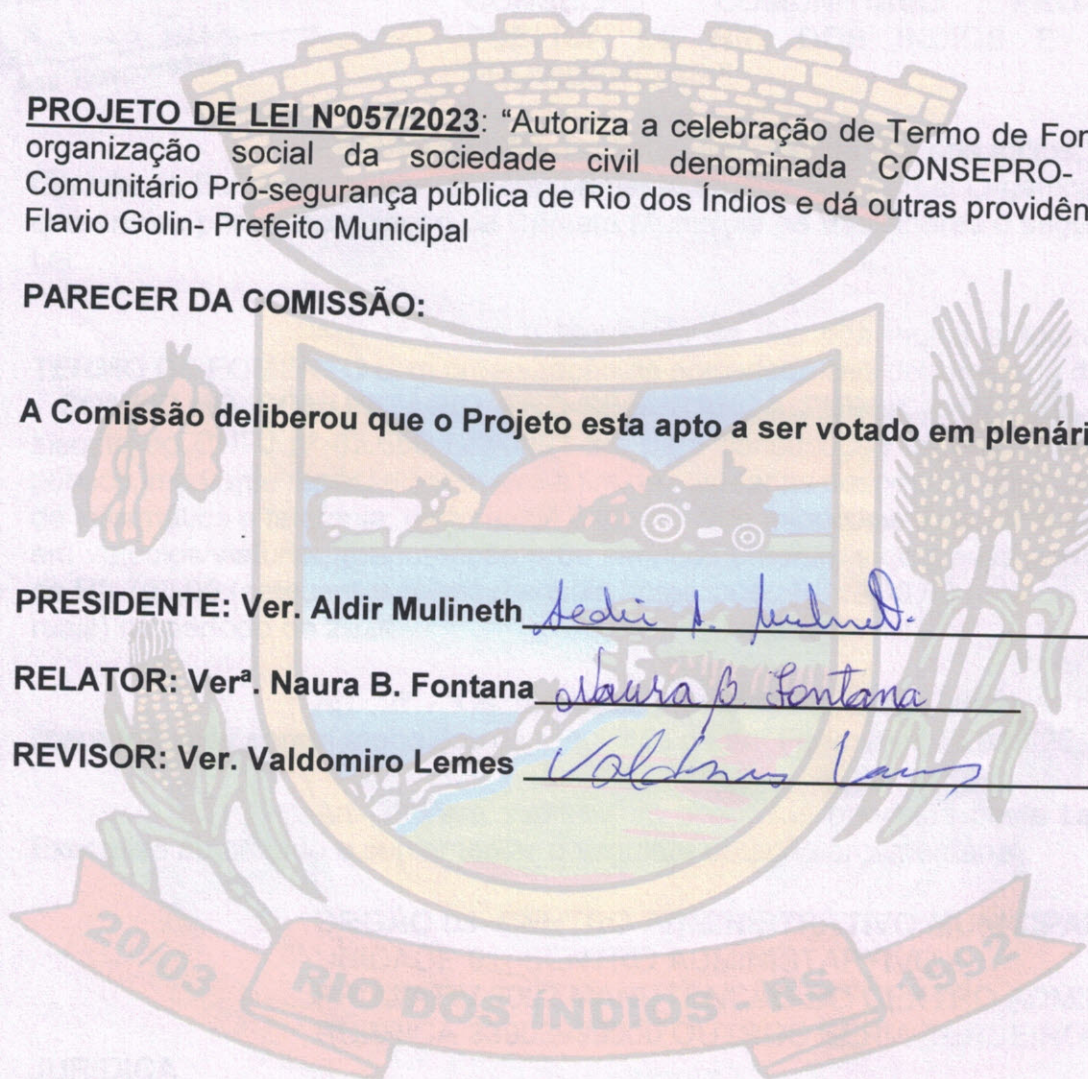 PROJETO DE LEI Nº057/2023: “Autoriza a celebração de Termo de For
organização social da sociedade civil denominada CONSEPRO-
Comunitário Pró-segurança pública de Rio dos Índios e dá outras providên
Flavio Golin- Prefeito Municipal
PARECER DA COMISSÃO:
A Comissão deliberou que o Projeto esta apto a ser votado em plenári
PRESIDENTE: Ver. Aldir Mulineth
RELATOR: Verª. Naura B. Fontana Naura B. Fontana
REVISOR: Ver. Valdomiro Lemes
20/03 RIO DOS ÍNDIOS - RS 1992